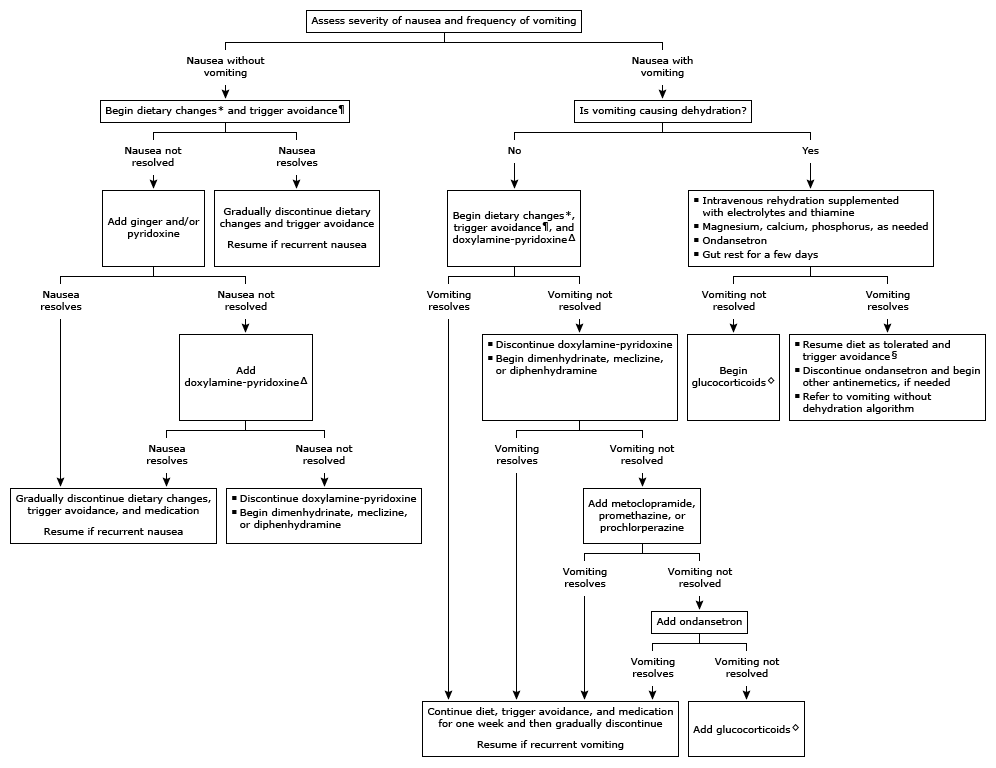 Assess severity of nausea and frequency of vomiting
Nausea without
vomiting
Nausea with
vomiting
Begin dietary changes* and trigger avoidance¶
Is vomiting causing dehydration?
Nausea not
resolved
Nausea
resolves
No
Yes
Add ginger and/or
pyridoxine
Gradually discontinue dietary
changes and trigger avoidance
Resume if recurrent nausea
Begin dietary changes*,
trigger avoidance¶, and
doxylamine-pyridoxineΔ
▪ Intravenous rehydration supplemented
with electrolytes and thiamine
▪ Magnesium, calcium, phosphorus, as needed
▪ Ondansetron
▪ Gut rest for a few days
Nausea
resolves
Nausea not
resolved
Vomiting
resolves
Vomiting not
resolved
Vomiting not
resolved
Vomiting
resolves
Add
doxylamine-pyridoxineΔ
▪ Discontinue doxylamine-pyridoxine
▪ Begin dimenhydrinate, meclizine,
or diphenhydramine
Begin
glucocorticoids◇
▪ Resume diet as tolerated and
trigger avoidance§
▪ Discontinue ondansetron and begin
other antinemetics, if needed
▪ Refer to vomiting without
dehydration algorithm
Nausea
resolves
Nausea not
resolved
Vomiting
resolves
Vomiting not
resolved
Gradually discontinue dietary changes,
trigger avoidance, and medication
Resume if recurrent nausea
▪ Discontinue doxylamine-pyridoxine
▪ Begin dimenhydrinate, meclizine,
or diphenhydramine
Add metoclopramide,
promethazine, or
prochlorperazine
Vomiting
resolves
Vomiting not
resolved
Add ondansetron
Vomiting
resolves
Vomiting not
resolved
Continue diet, trigger avoidance, and medication
for one week and then gradually discontinue
Resume if recurrent vomiting
Add glucocorticoids◇